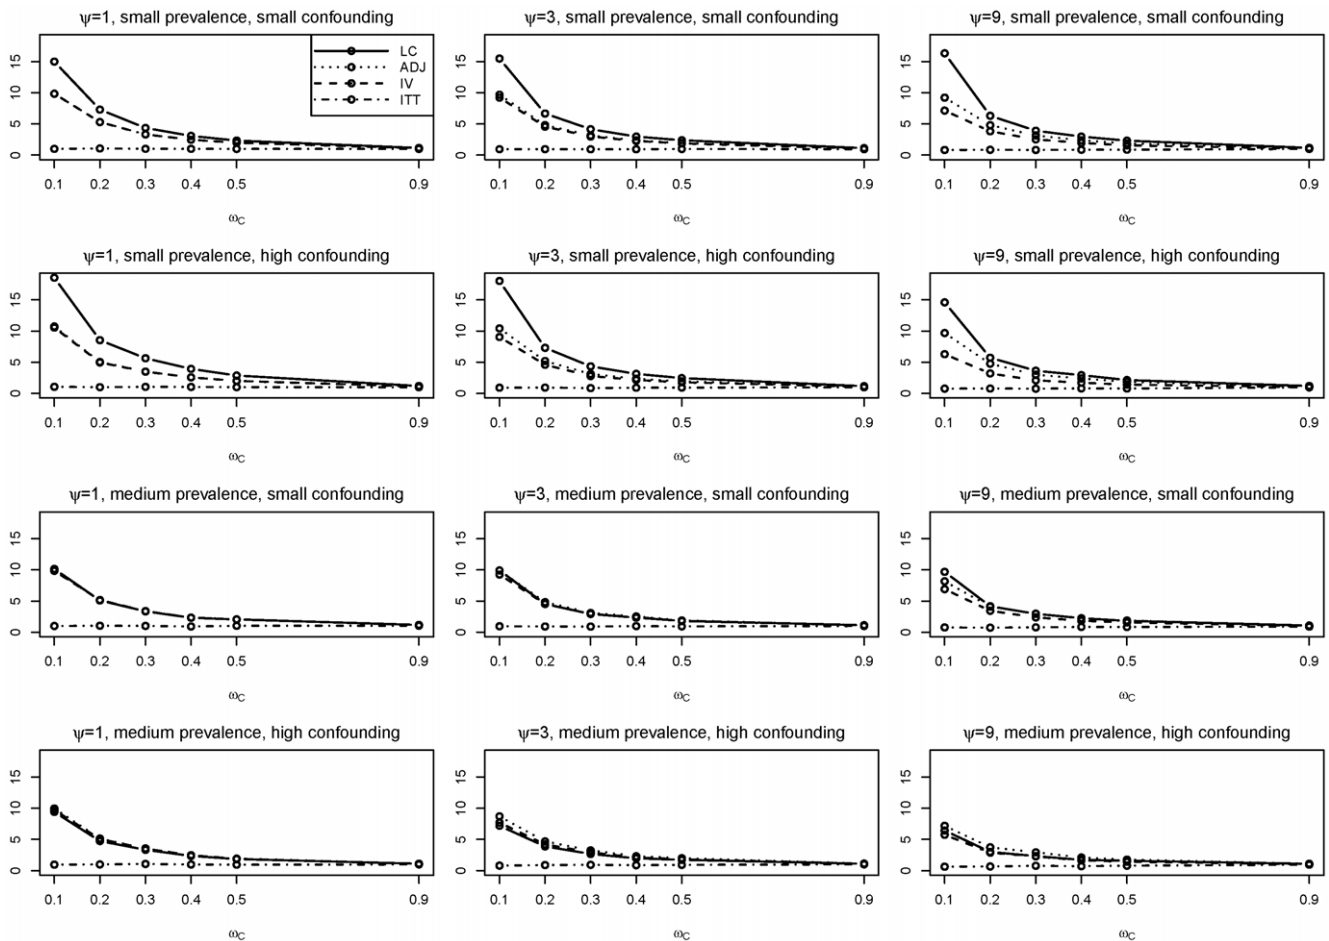 ψ=1, small prevalence, small confounding
ψ=3, small prevalence, small confounding
ψ=9, small prevalence, small confounding
LC
ADJ
IV
ITT
0 5 10 15
0.1 0.2 0.3 0.4 0.5 0.9
ωC
0 5 10 15
0.1 0.2 0.3 0.4 0.5 0.9
ωC
0 5 10 15
0.1 0.2 0.3 0.4 0.5 0.9
ωC
ψ=1, small prevalence, high confounding
ψ=3, small prevalence, high confounding
ψ=9, small prevalence, high confounding
0 5 10 15
0.1 0.2 0.3 0.4 0.5 0.9
ωC
0 5 10 15
0.1 0.2 0.3 0.4 0.5 0.9
ωC
0 5 10 15
0.1 0.2 0.3 0.4 0.5 0.9
ωC
ψ=1, medium prevalence, small confounding
ψ=3, medium prevalence, small confounding
ψ=9, medium prevalence, small confounding
0 5 10 15
0.1 0.2 0.3 0.4 0.5 0.9
ωC
0 5 10 15
0.1 0.2 0.3 0.4 0.5 0.9
ωC
0 5 10 15
0.1 0.2 0.3 0.4 0.5 0.9
ωC
ψ=1, medium prevalence, high confounding
ψ=3, medium prevalence, high confounding
ψ=9, medium prevalence, high confounding
0 5 10 15
0.1 0.2 0.3 0.4 0.5 0.9
ωC
0 5 10 15
0.1 0.2 0.3 0.4 0.5 0.9
ωC
0 5 10 15
0.1 0.2 0.3 0.4 0.5 0.9
ωC